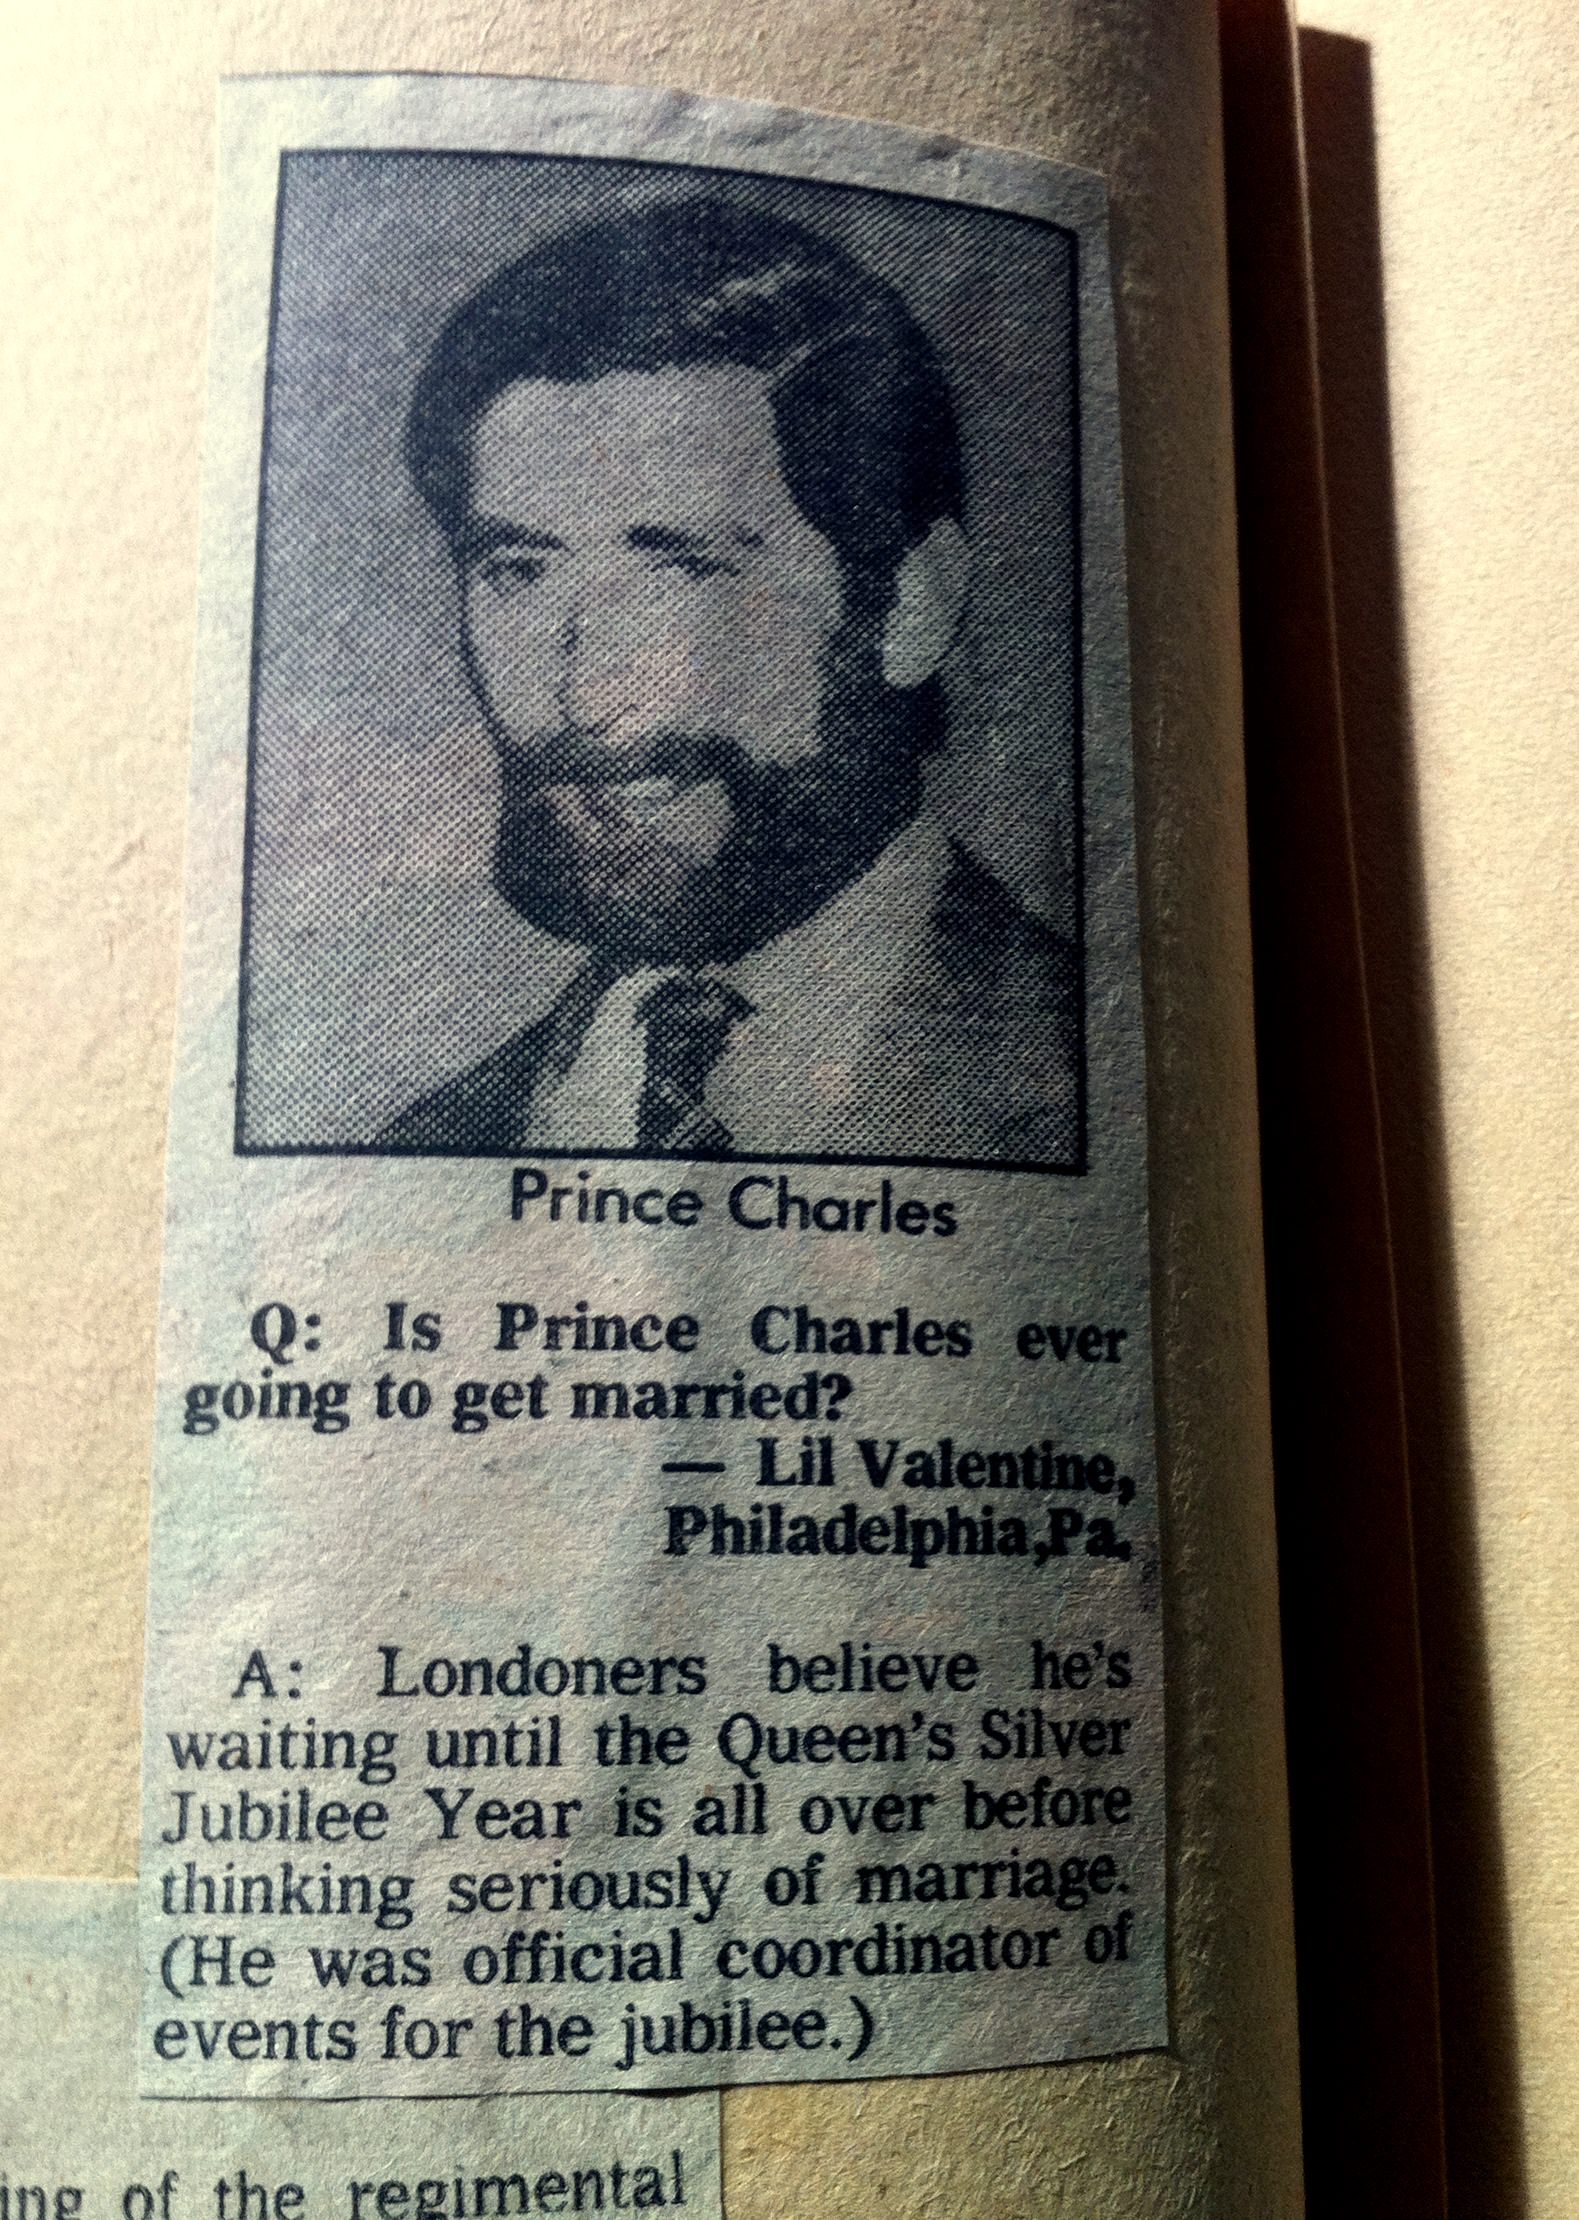 Prince Charles
Q: Is Prince Charles ever
going to get married?
— Lil Valentine,
Philadelphia,Pa.
A: Londoners believe he's
waiting until the Queen's Silver
Jubilee Year is all over before
thinking seriously of marriage.
(He was official coordinator of
events for the jubilee.)
of the regimental